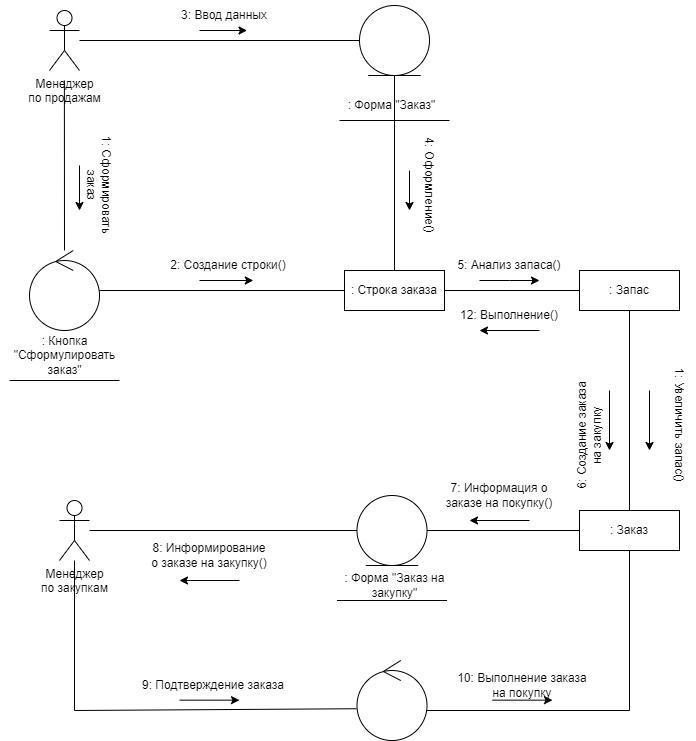 3: Ввод данных
Менеджер
по продажам
: Форма "Заказ"
1: Сформировать
заказ
4: Оформление()
2: Создание строки()
: Строка заказа
5: Анализ запаса()
12: Выполнение()
: Запас
: Кнопка
"Сформулировать
заказ"
6: Создание заказа
на закупку
1: Увеличить запас()
7: Информация о
заказе на покупку()
: Заказ
8: Информирование
о заказе на закупку()
Менеджер
по закупкам
: Форма "Заказ на
закупку"
9: Подтверждение заказа
10: Выполнение заказа
на покупку